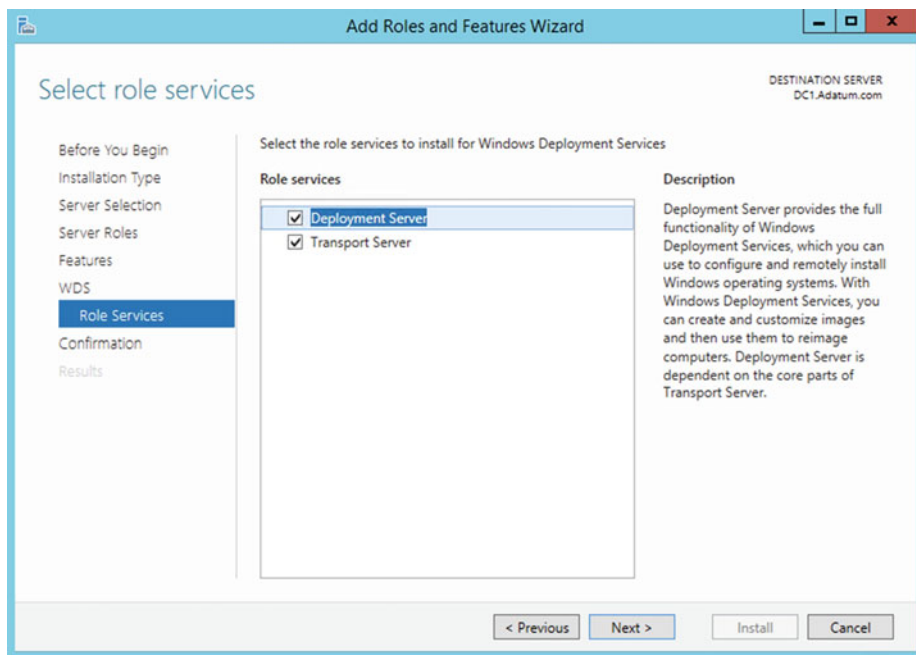 Add Roles and Features Wizard
Select role services
DESTINATION SERVER
DC1.Adatum.com
Before You Begin
Installation Type
Server Selection
Server Roles
Features
WDS
Role Services
Confirmation
Results
Select the role services to install for Windows Deployment Services
Role services
Deployment Server
Transport Server
Description
Deployment Server provides the full
functionality of Windows
Deployment Services, which you can
use to configure and remotely install
Windows operating systems. With
Windows Deployment Services, you
can create and customize images
and then use them to reimage
computers. Deployment Server is
dependent on the core parts of
Transport Server.
< Previous
Next >
Install
Cancel